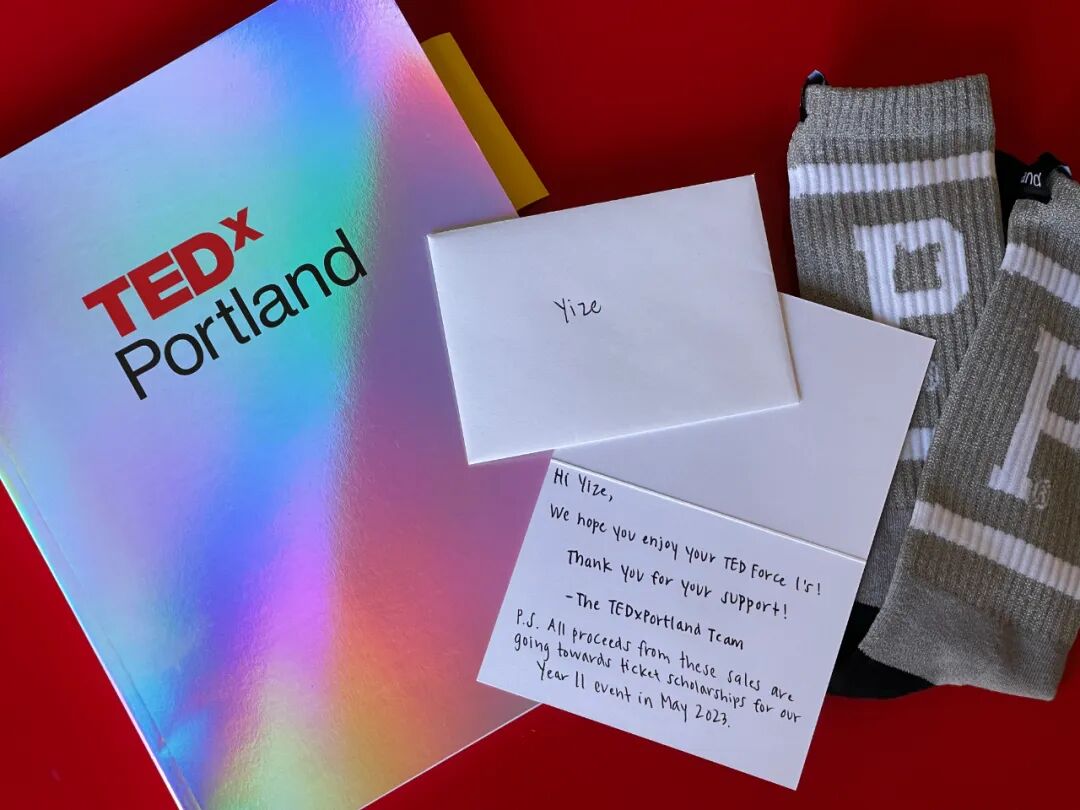 TEDx
Portland
Yize
Hi Yize,
We hope you enjoy your TED Force 1's!
Thank you for your support!
-The TEDxPortland Team
P.S. All proceeds from these sales are
going towards ticket scholarships for our
Year 11 event in May 2023.
and
P